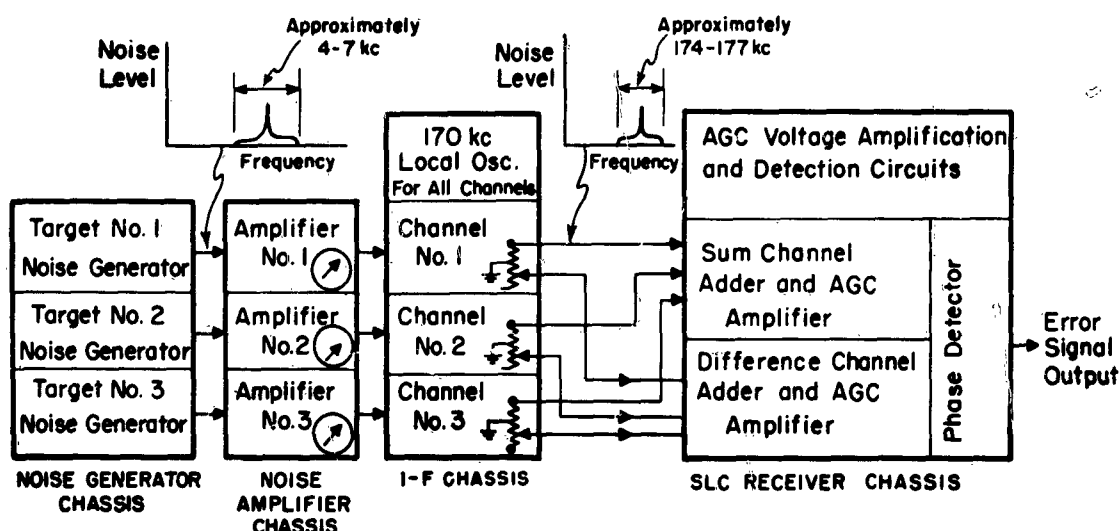 Approximately
4-7 kc
Noise
Level
Frequency
Approximately
174-177 kc
Noise
Level
Frequency
170 kc
Local Osc.
For All Channels
AGC Voltage Amplification
and Detection Circuits
Target No. 1
Noise Generator
Amplifier
No. 1
Channel
No. 1
Sum Channel
Adder and AGC
Amplifier
Target No. 2
Noise Generator
Amplifier
No. 2
Channel
No. 2
Target No. 3
Noise Generator
Amplifier
No. 3
Channel
No. 3
Difference Channel
Adder and AGC
Amplifier
Phase Detector
Error
Signal
Output
NOISE GENERATOR
CHASSIS
NOISE
AMPLIFIER
CHASSIS
I-F CHASSIS
SLC RECEIVER CHASSIS